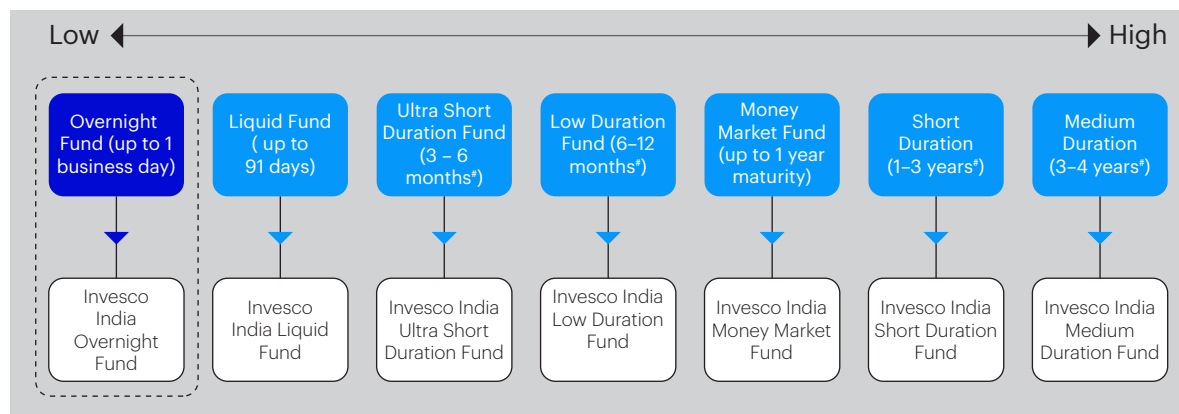 Low
High
Overnight
Fund (up to 1
business day)
Liquid Fund
( up to
91 days)
Ultra Short
Duration Fund
(3 – 6
months#)
Low Duration
Fund (6–12
months#)
Money
Market Fund
(up to 1 year
maturity)
Short
Duration
(1–3 years#)
Medium
Duration
(3–4 years#)
Invesco
India
Overnight
Fund
Invesco
India Liquid
Fund
Invesco India
Ultra Short
Duration Fund
Invesco India
Low Duration
Fund
Invesco India
Money Market
Fund
Invesco India
Short Duration
Fund
Invesco India
Medium
Duration Fund